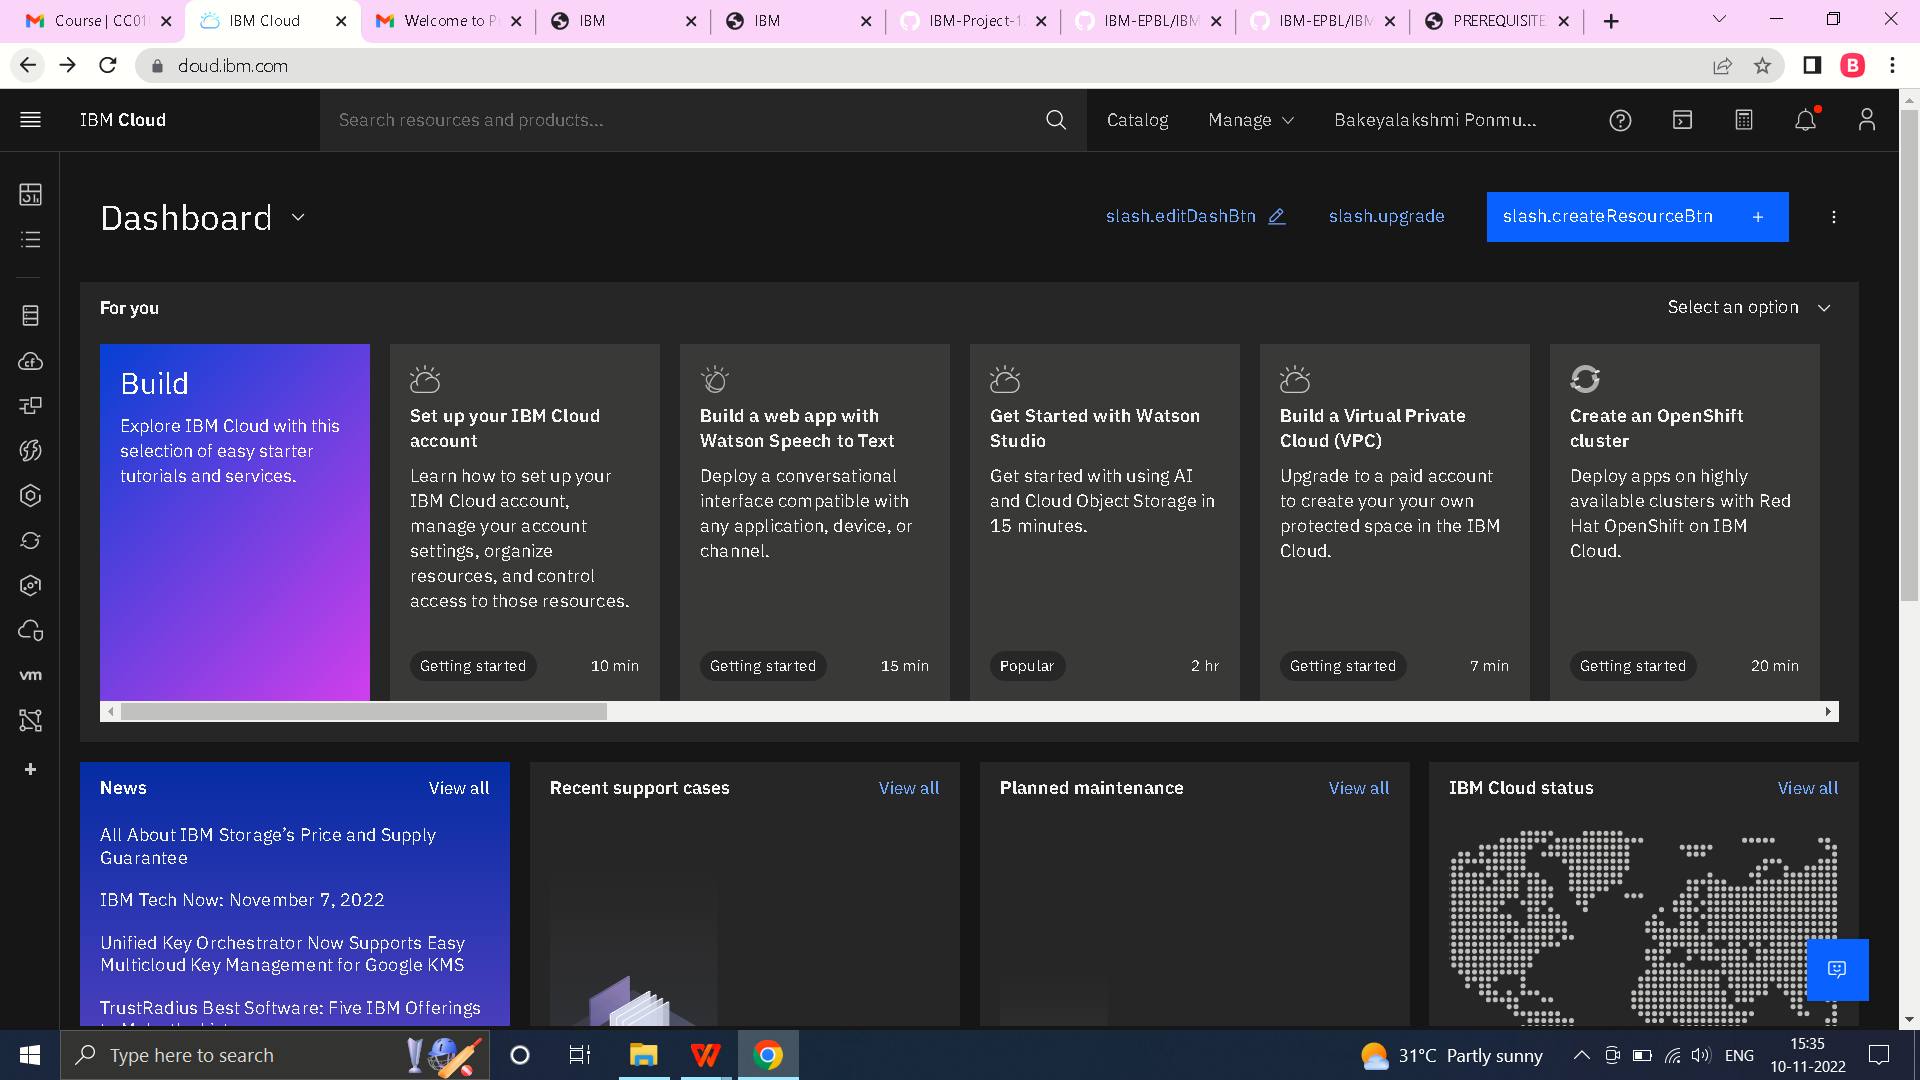 Course | CC01
IBM Cloud
Welcome to P
IBM
IBM
IBM-Project-1
IBM-EPBL/IBM
IBM-EPBL/IBM
PREREQUISITE
cloud.ibm.com
B
IBM Cloud
Search resources and products...
Catalog
Manage
Bakeyalakshmi Ponmu...
Dashboard
slash.editDashBtn
slash.upgrade
slash.createResourceBtn +
For you
Select an option
Build
Explore IBM Cloud with this
selection of easy starter
tutorials and services.
Set up your IBM Cloud
account
Learn how to set up your
IBM Cloud account,
manage your account
settings, organize
resources, and control
access to those resources.
Getting started
10 min
Build a web app with
Watson Speech to Text
Deploy a conversational
interface compatible with
any application, device, or
channel.
Getting started
15 min
Get Started with Watson
Studio
Get started with using AI
and Cloud Object Storage in
15 minutes.
Popular
2 hr
Build a Virtual Private
Cloud (VPC)
Upgrade to a paid account
to create your your own
protected space in the IBM
Cloud.
Getting started
7 min
Create an OpenShift
cluster
Deploy apps on highly
available clusters with Red
Hat OpenShift on IBM
Cloud.
Getting started
20 min
cf
vm
News
View all
All About IBM Storage’s Price and Supply
Guarantee
IBM Tech Now: November 7, 2022
Unified Key Orchestrator Now Supports Easy
Multicloud Key Management for Google KMS
TrustRadius Best Software: Five IBM Offerings
Recent support cases
View all
Planned maintenance
View all
IBM Cloud status
View all
Type here to search
31°C Partly sunny
ENG
15:35
10-11-2022